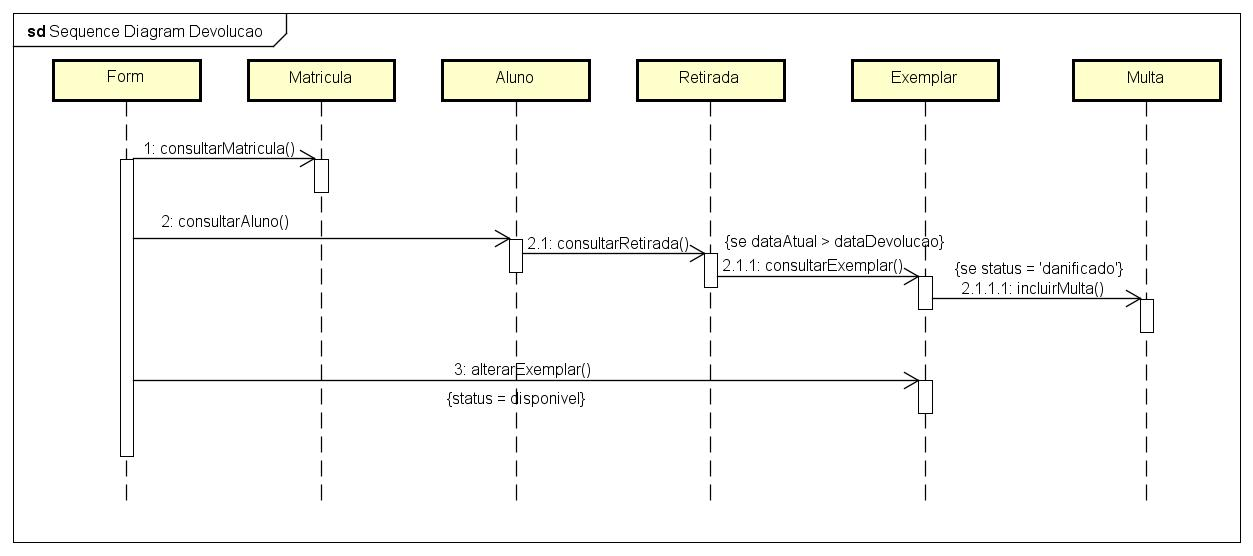 sd Sequence Diagram Devolucao
Form
Matricula
Aluno
Retirada
Exemplar
Multa
1: consultarMatricula()
2: consultarAluno()
2.1: consultarRetirada()
{se dataAtual > dataDevolucao}
2.1.1: consultarExemplar()
{se status = 'danificado'}
2.1.1.1: incluirMulta()
3: alterarExemplar()
{status = disponivel}